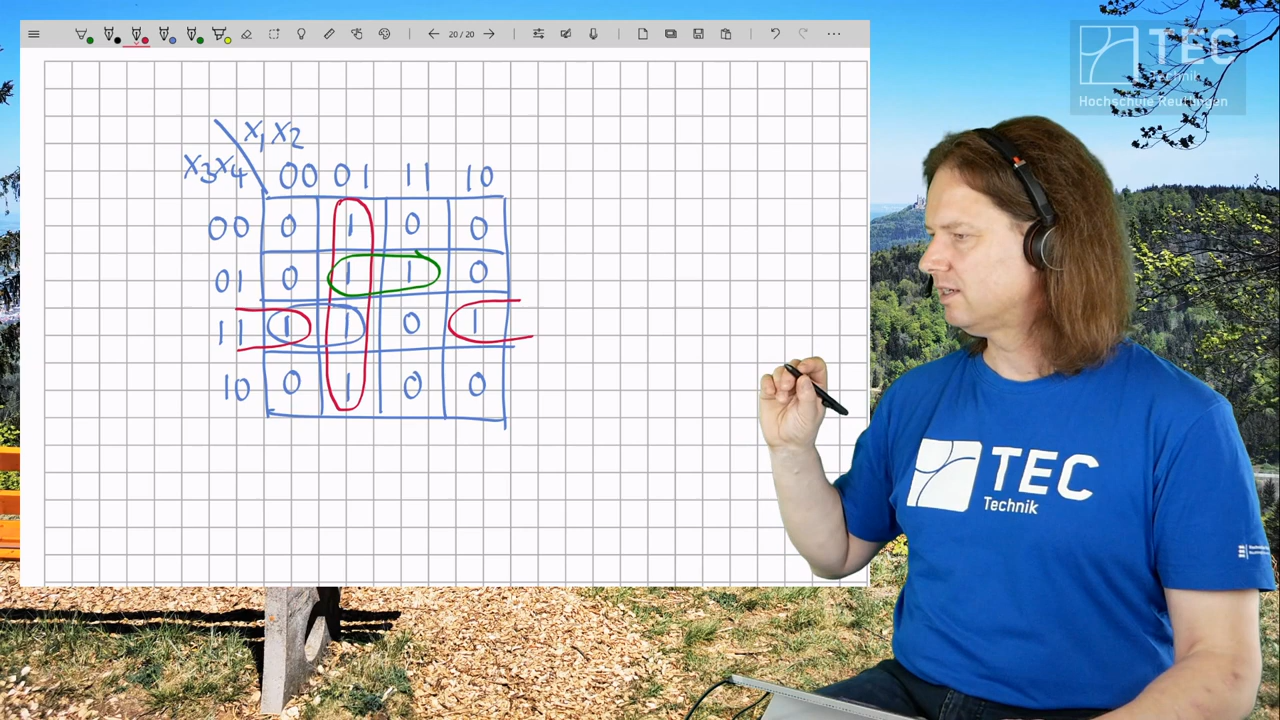 20 / 20
TEC
Technik
Hochschule Reutlingen
x₁x₂
x₃x₄
00 01 11 10
00 0 1 0 0
01 0 1 1 0
11 1 1 0 1
10 0 1 0 0
TEC
Technik